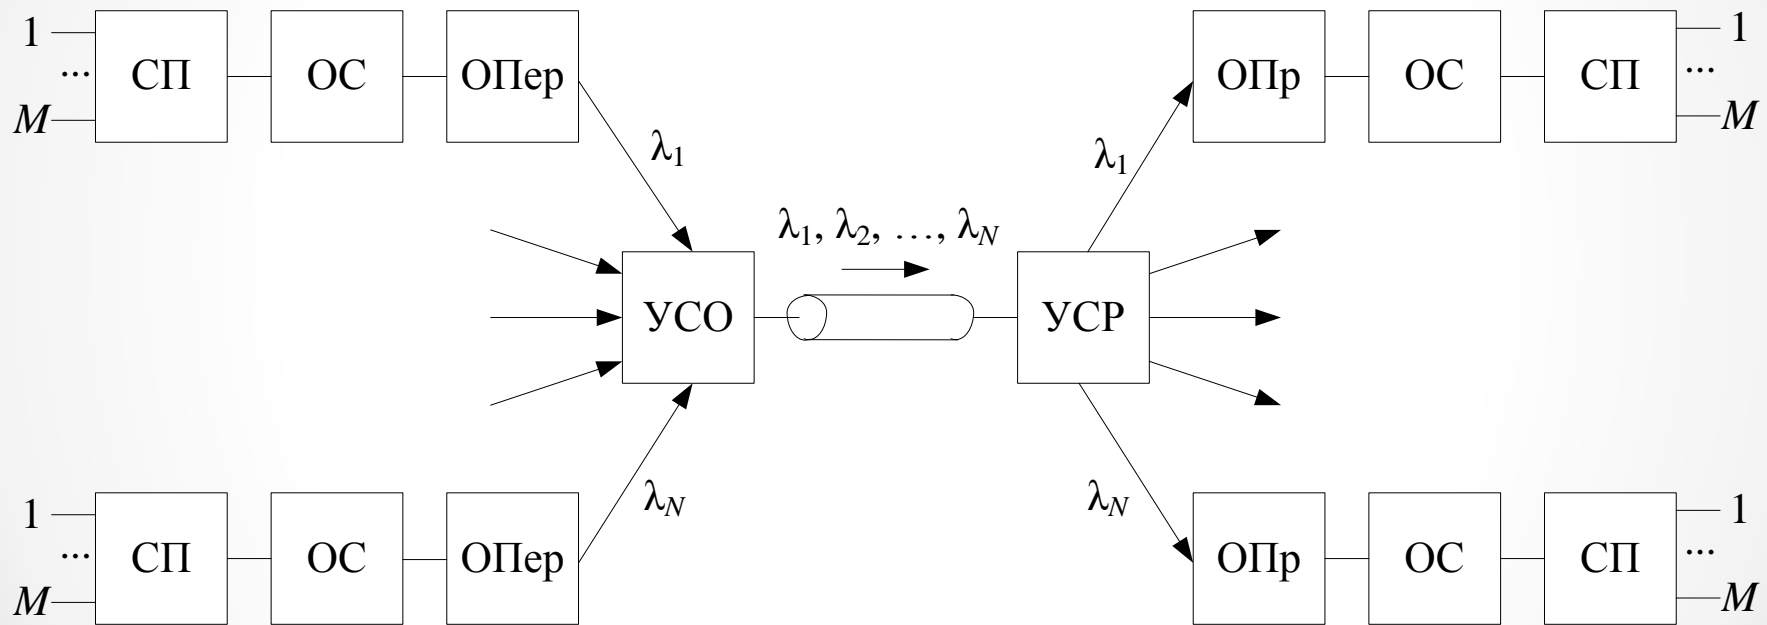 1 СП ОС ОПер ОПр ОС СП 1
... ...
M M
λ1 λ1
λ1, λ2, …, λN
УСО УСР
λN λN
1 СП ОС ОПер ОПр ОС СП 1
... ...
M M